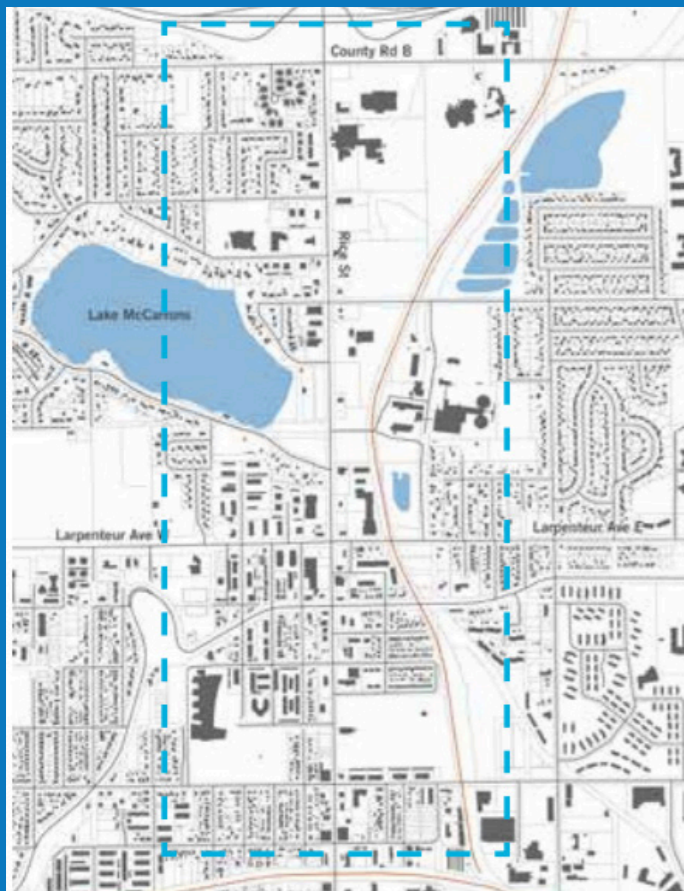 County Rd B
Rice St
Lake McCarrons
Larpenteur Ave W
Larpenteur Ave E